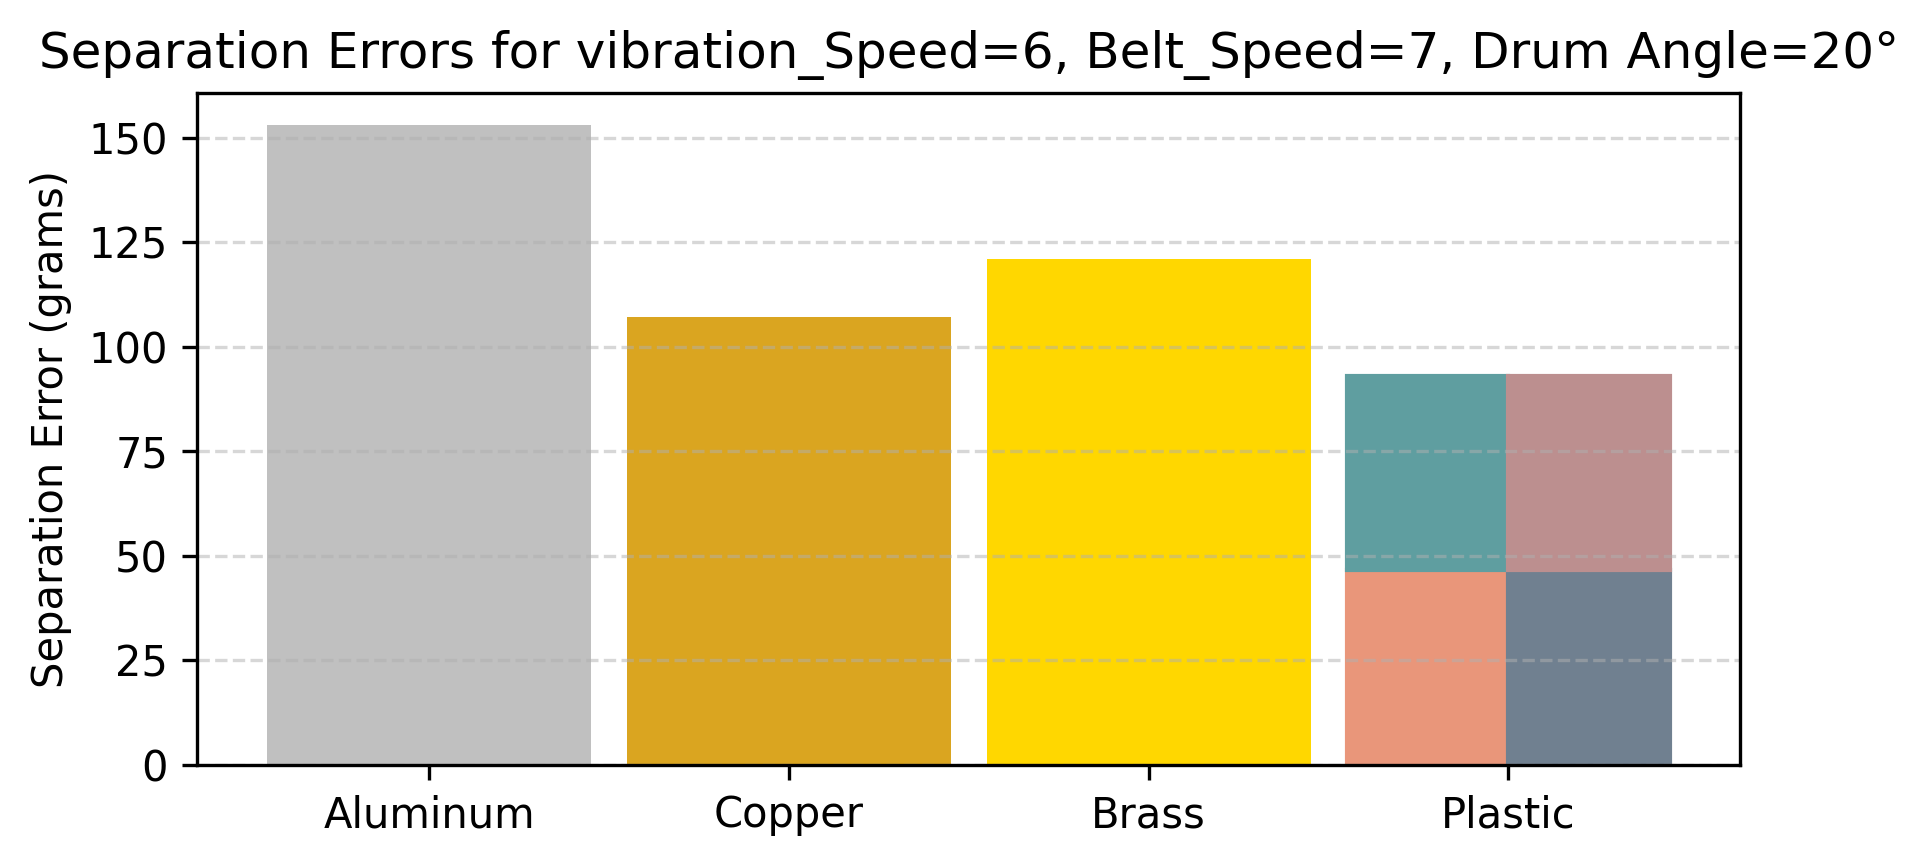 Separation Errors for vibration_Speed=6, Belt_Speed=7, Drum Angle=20°
Separation Error (grams)
150
125
100
75
50
25
0
Aluminum
Copper
Brass
Plastic